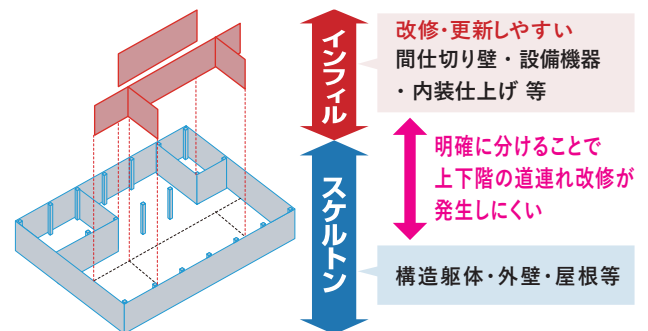 インフィル
改修・更新しやすい
間仕切り壁・設備機器
・内装仕上げ 等
明確に分けることで
上下階の道連れ改修が
発生しにくい
スケルトン
構造躯体・外壁・屋根等